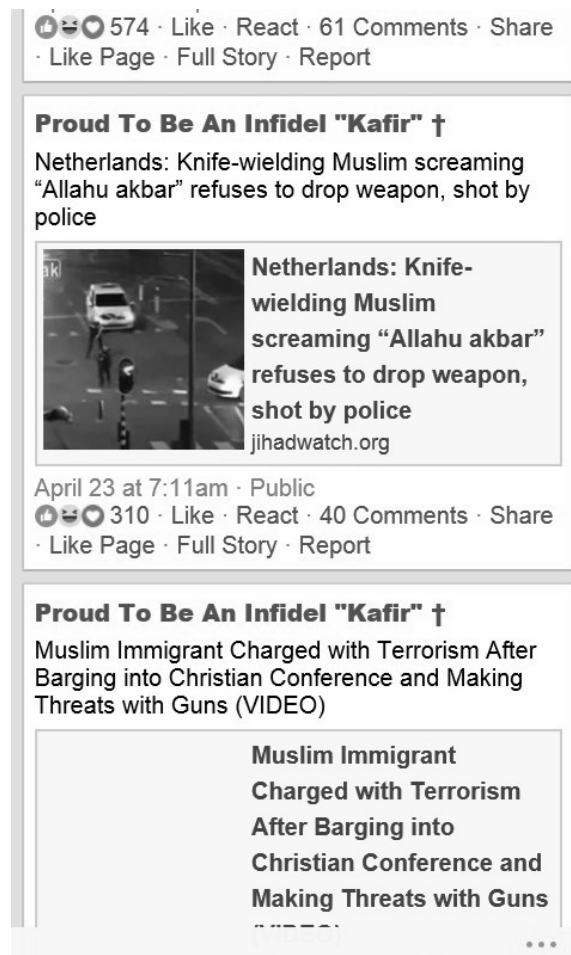 574 · Like · React · 61 Comments · Share
· Like Page · Full Story · Report
Proud To Be An Infidel "Kafir" †
Netherlands: Knife-wielding Muslim screaming
“Allahu akbar” refuses to drop weapon, shot by
police
ak
Netherlands: Knife-
wielding Muslim
screaming “Allahu akbar”
refuses to drop weapon,
shot by police
jihadwatch.org
April 23 at 7:11am · Public
310 · Like · React · 40 Comments · Share
· Like Page · Full Story · Report
Proud To Be An Infidel "Kafir" †
Muslim Immigrant Charged with Terrorism After
Barging into Christian Conference and Making
Threats with Guns (VIDEO)
Muslim Immigrant
Charged with Terrorism
After Barging into
Christian Conference and
Making Threats with Guns
(VIDEO)